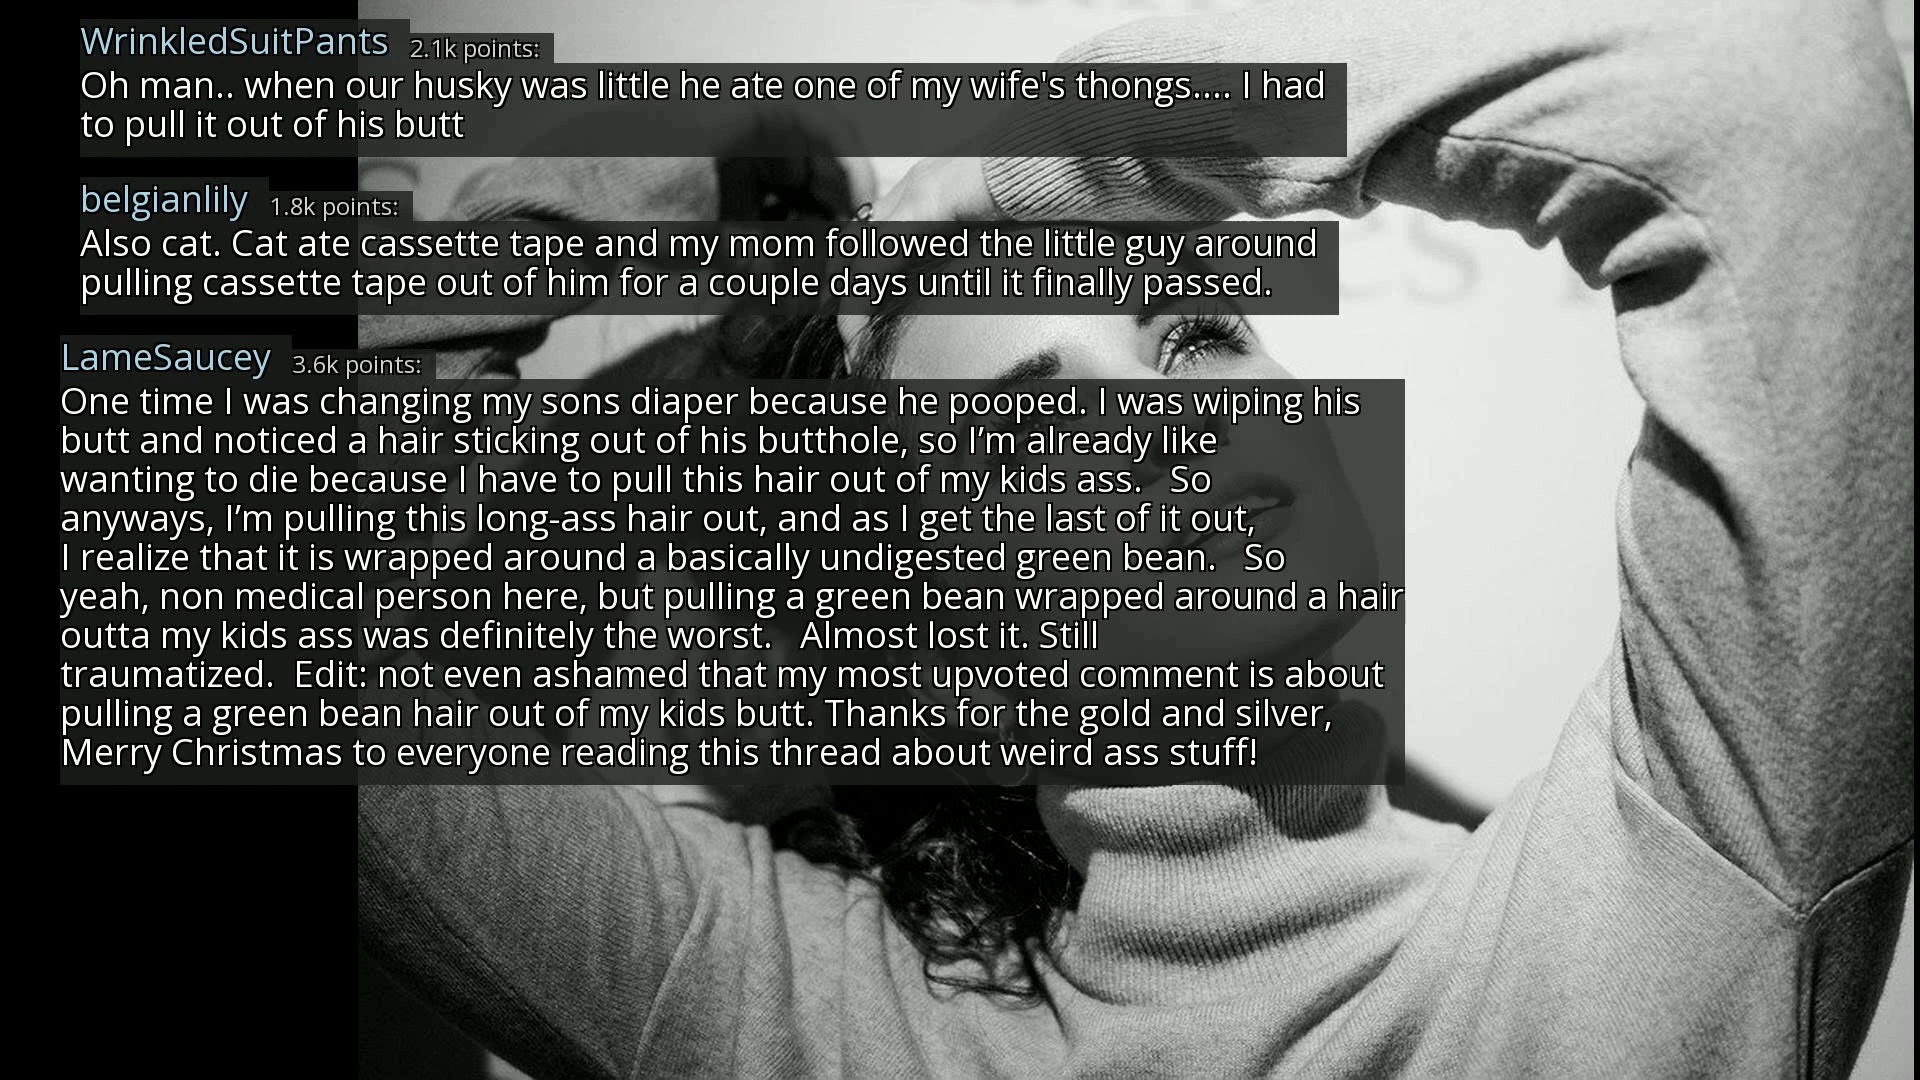 WrinkledSuitPants 2.1k points:
Oh man.. when our husky was little he ate one of my wife's thongs.... I had
to pull it out of his butt
belgianlily 1.8k points:
Also cat. Cat ate cassette tape and my mom followed the little guy around
pulling cassette tape out of him for a couple days until it finally passed.
LameSaucey 3.6k points:
One time I was changing my sons diaper because he pooped. I was wiping his
butt and noticed a hair sticking out of his butthole, so I’m already like
wanting to die because I have to pull this hair out of my kids ass.   So
anyways, I’m pulling this long-ass hair out, and as I get the last of it out,
I realize that it is wrapped around a basically undigested green bean.   So
yeah, non medical person here, but pulling a green bean wrapped around a hair
outta my kids ass was definitely the worst.   Almost lost it. Still
traumatized.  Edit: not even ashamed that my most upvoted comment is about
pulling a green bean hair out of my kids butt. Thanks for the gold and silver,
Merry Christmas to everyone reading this thread about weird ass stuff!